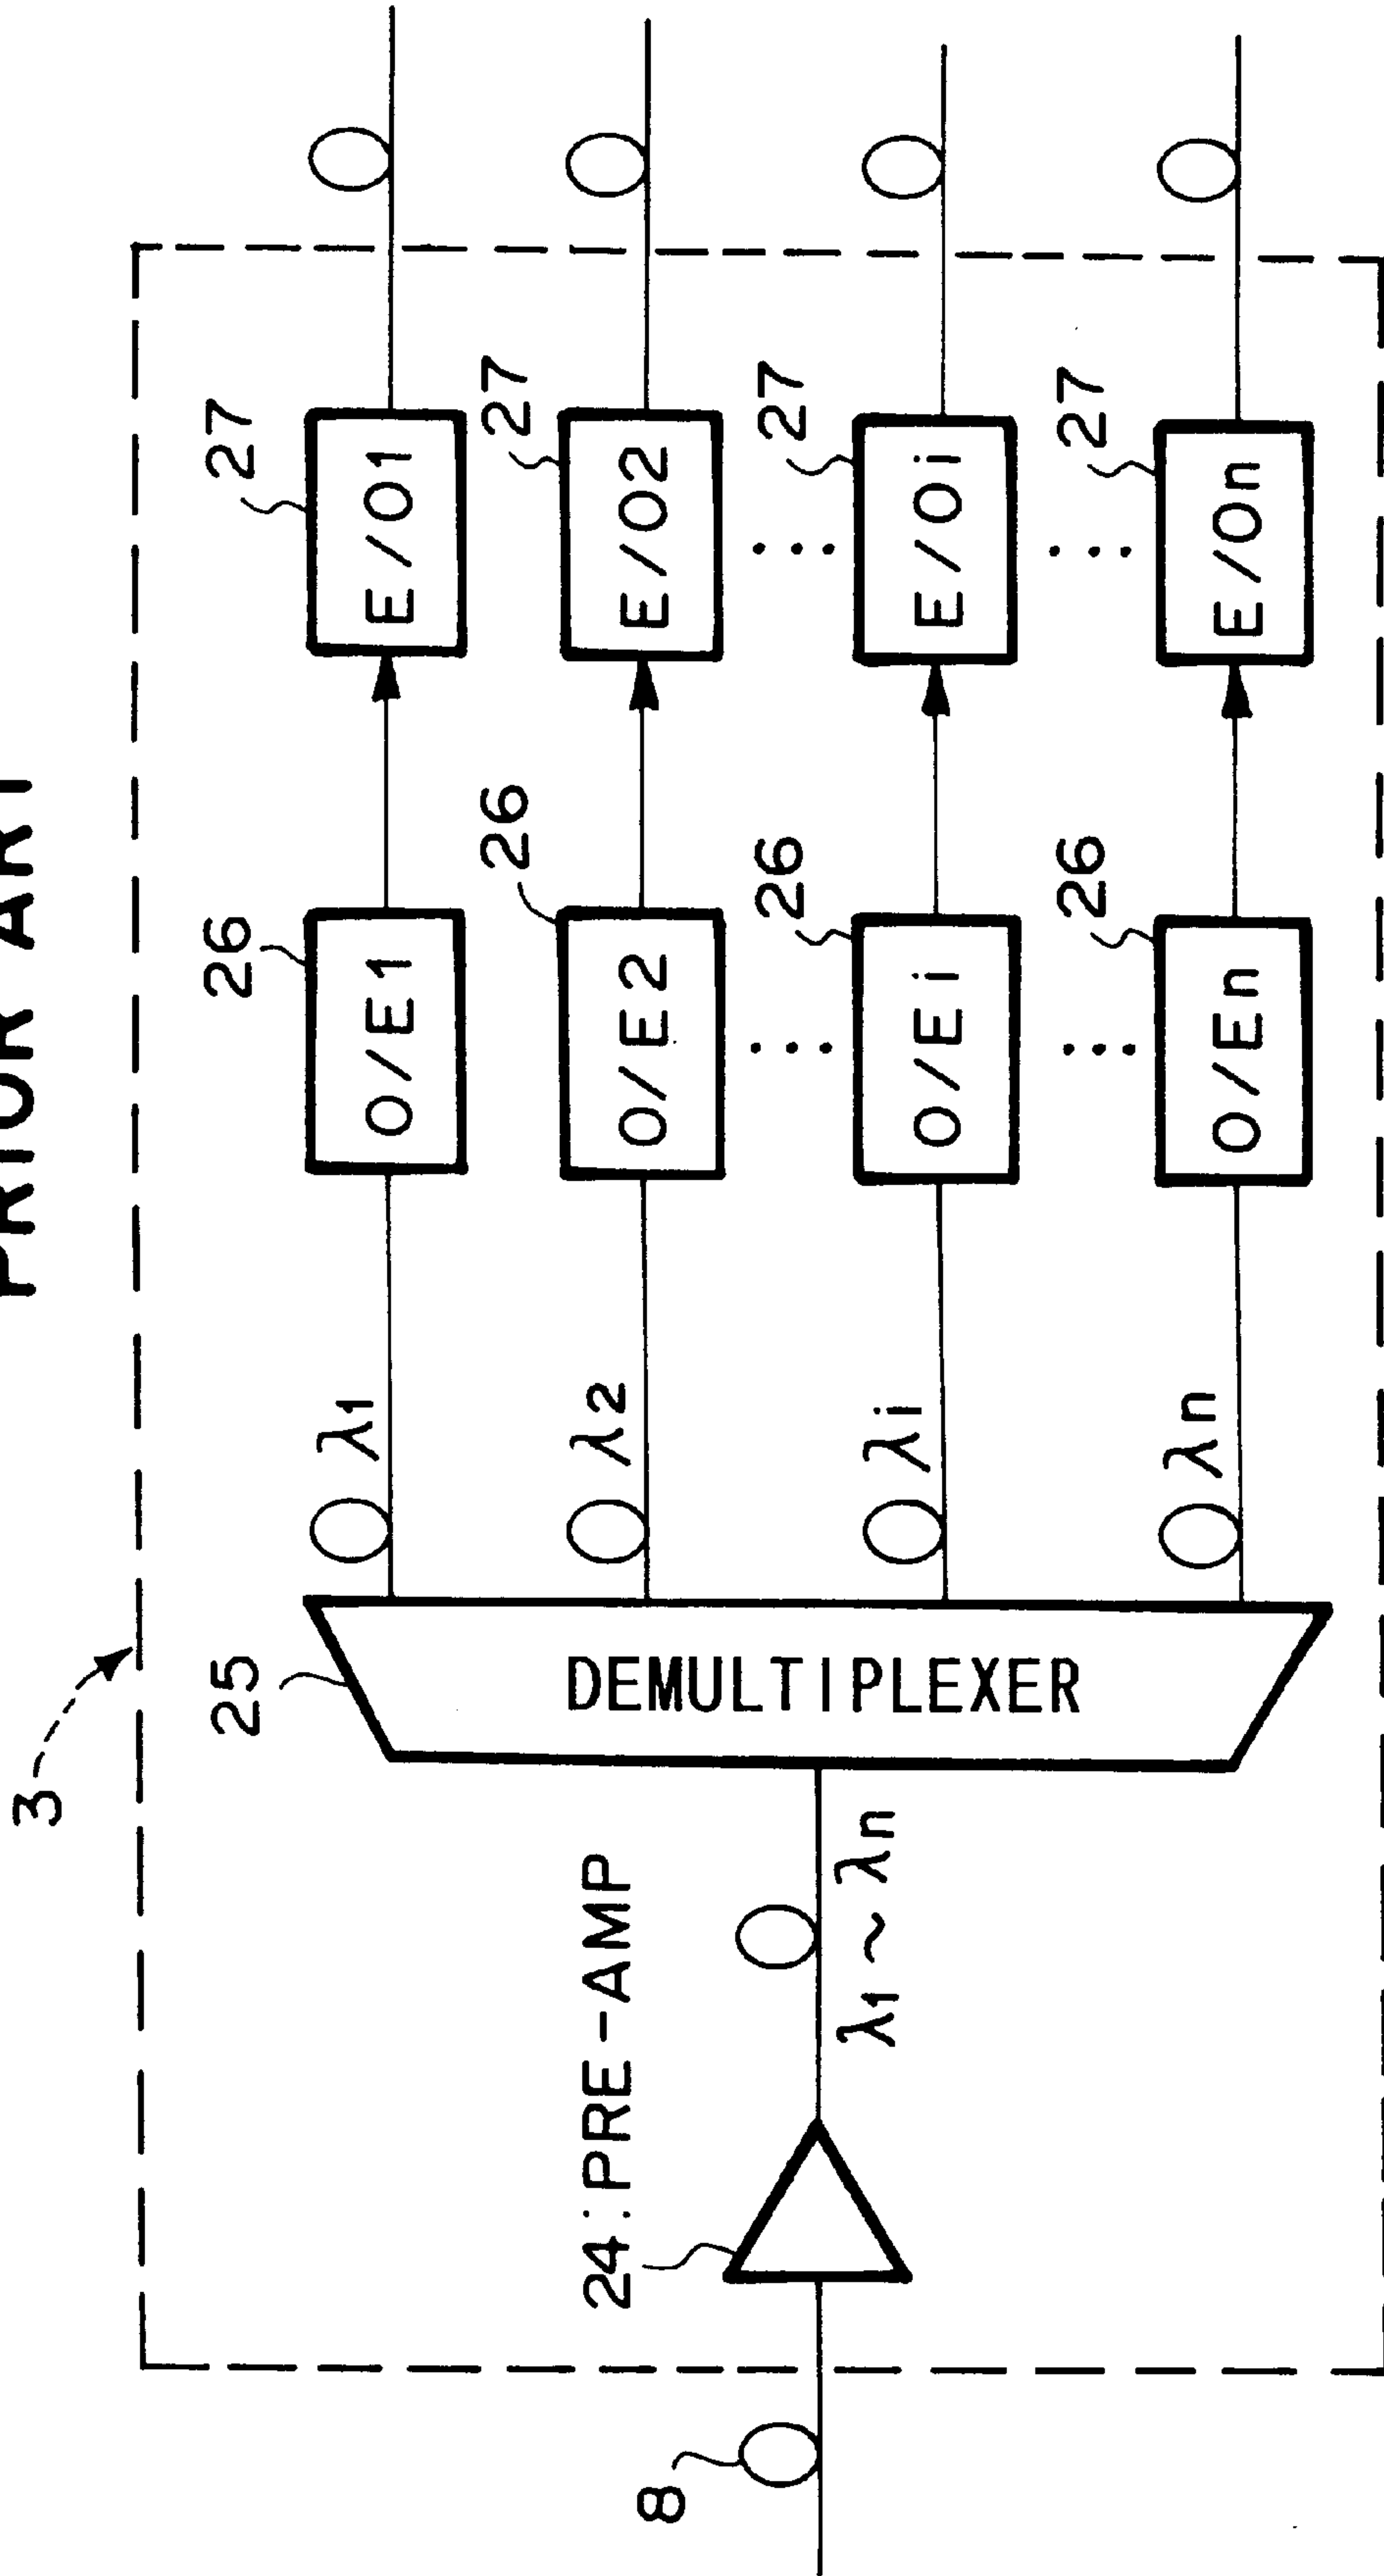 PRIOR ART
3
25
26
27
λ1
O/E1
E/O1
26
27
λ2
O/E2
E/O2
24:PRE-AMP
DEMULTIPLEXER
8
λ1~λn
26
27
λi
O/Ei
E/Oi
26
27
λn
O/En
E/On